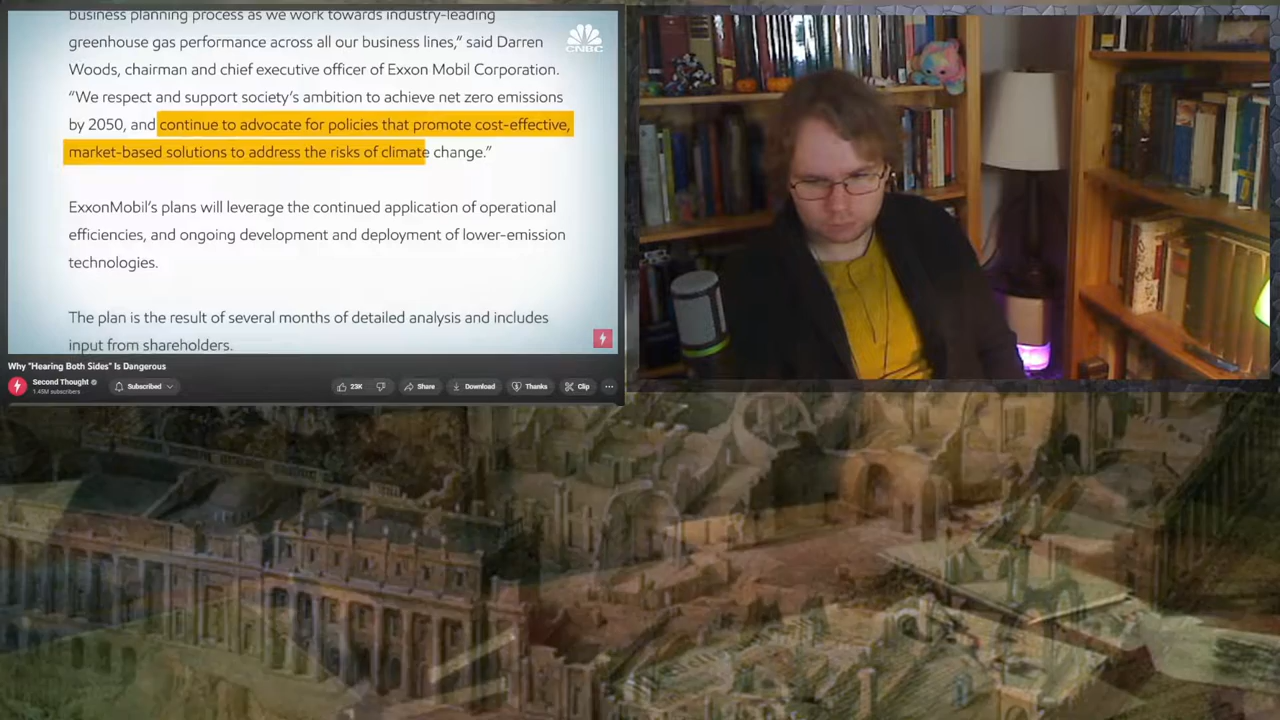 business planning process as we work towards industry-leading
greenhouse gas performance across all our business lines,” said Darren
Woods, chairman and chief executive officer of Exxon Mobil Corporation.
“We respect and support society’s ambition to achieve net zero emissions
by 2050, and continue to advocate for policies that promote cost-effective,
market-based solutions to address the risks of climate change.”
ExxonMobil’s plans will leverage the continued application of operational
efficiencies, and ongoing development and deployment of lower-emission
technologies.
The plan is the result of several months of detailed analysis and includes
input from shareholders.
CNBC
Why "Hearing Both Sides" Is Dangerous
Second Thought
1.45M subscribers
Subscribed
23K
Share
Download
Thanks
Clip